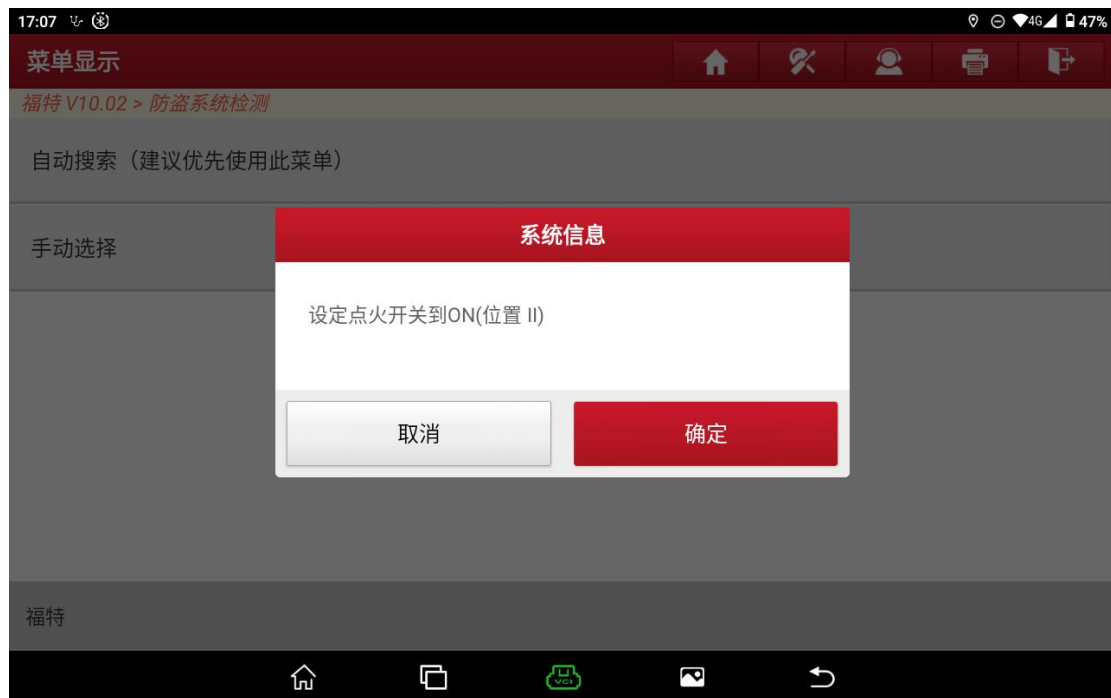 17:07
4G 47%
菜单显示
福特 V10.02 > 防盗系统检测
自动搜索（建议优先使用此菜单）
手动选择
系统信息
设定点火开关到ON(位置 II)
取消
确定
福特
VCI